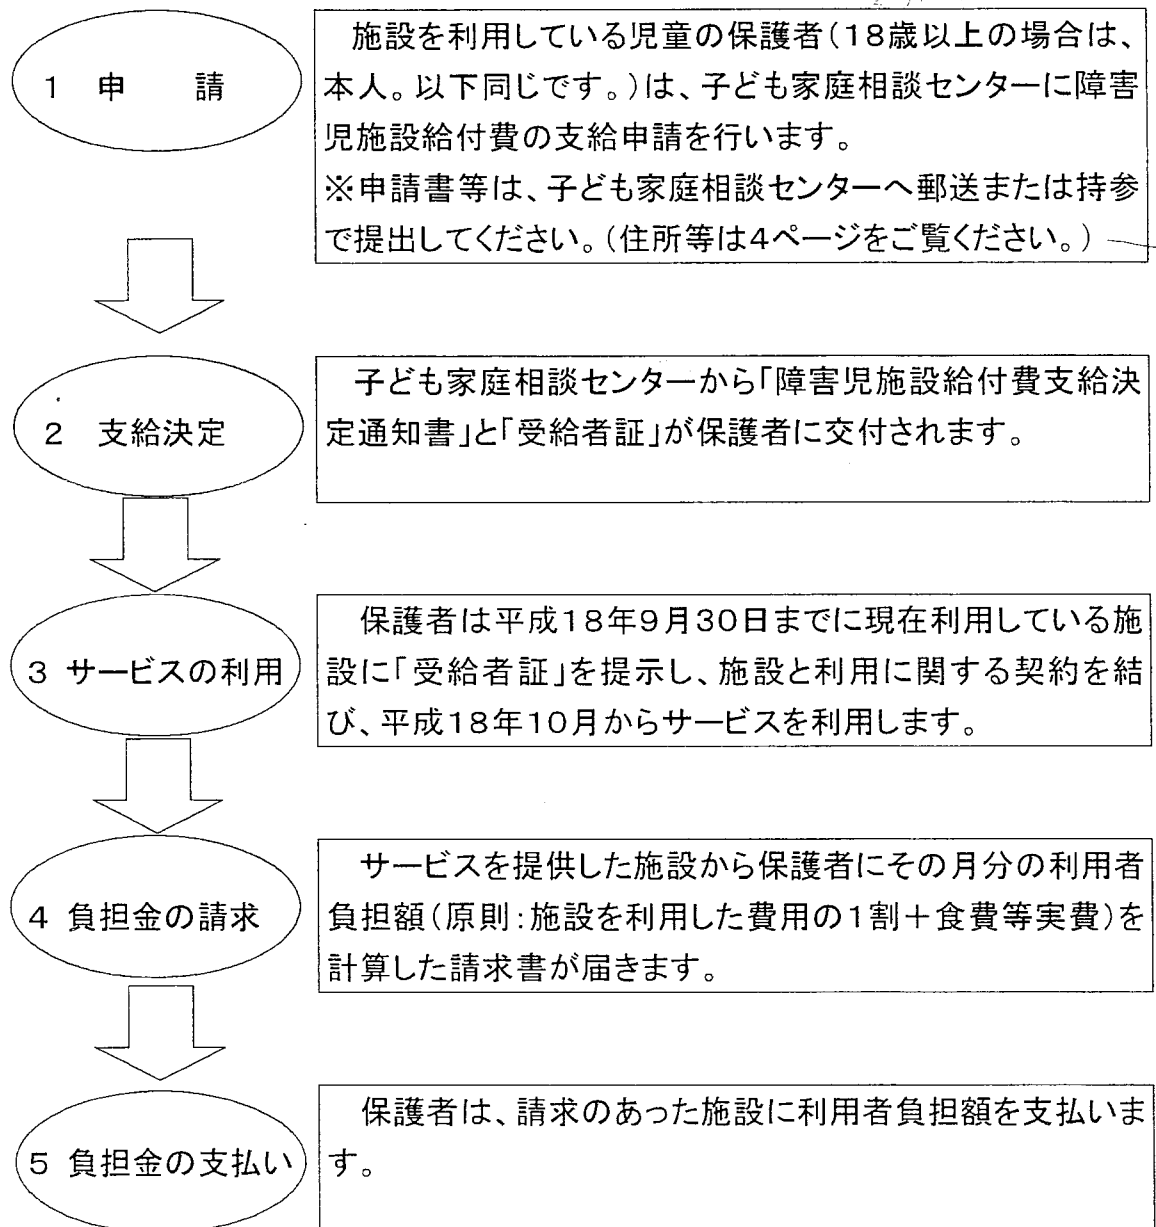 1 申　　請
施設を利用している児童の保護者（18歳以上の場合は、
本人。以下同じです。）は、子ども家庭相談センターに障害
児施設給付費の支給申請を行います。
※申請書等は、子ども家庭相談センターへ郵送または持参
で提出してください。（住所等は4ページをご覧ください。）
2　支給決定
子ども家庭相談センターから「障害児施設給付費支給決
定通知書」と「受給者証」が保護者に交付されます。
3 サービスの利用
保護者は平成18年9月30日までに現在利用している施
設に「受給者証」を提示し、施設と利用に関する契約を結
び、平成18年10月からサービスを利用します。
4 負担金の請求
サービスを提供した施設から保護者にその月分の利用者
負担額（原則：施設を利用した費用の1割＋食費等実費）を
計算した請求書が届きます。
5 負担金の支払い
保護者は、請求のあった施設に利用者負担額を支払いま
す。